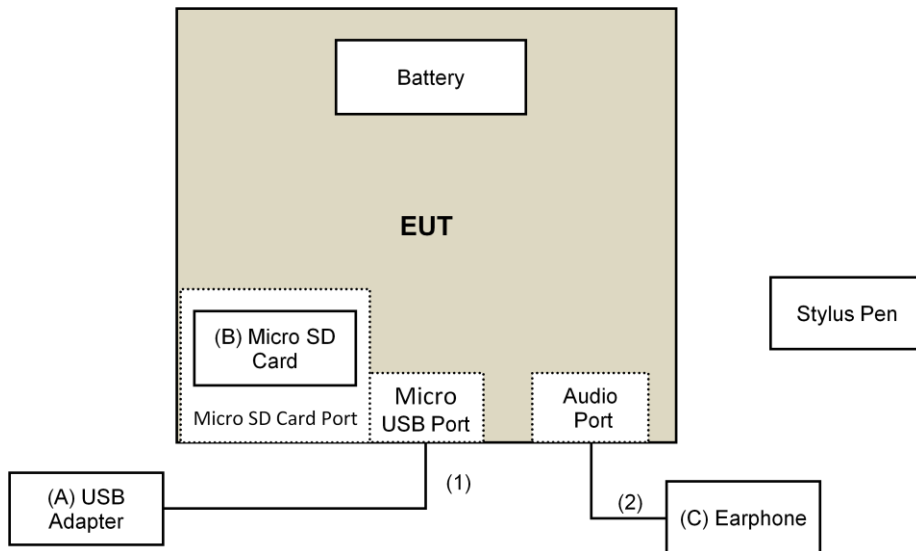 Battery
EUT
Stylus Pen
(B) Micro SD
Card
Micro SD Card Port
Micro
USB Port
Audio
Port
(1)
(A) USB
Adapter
(2)
(C) Earphone